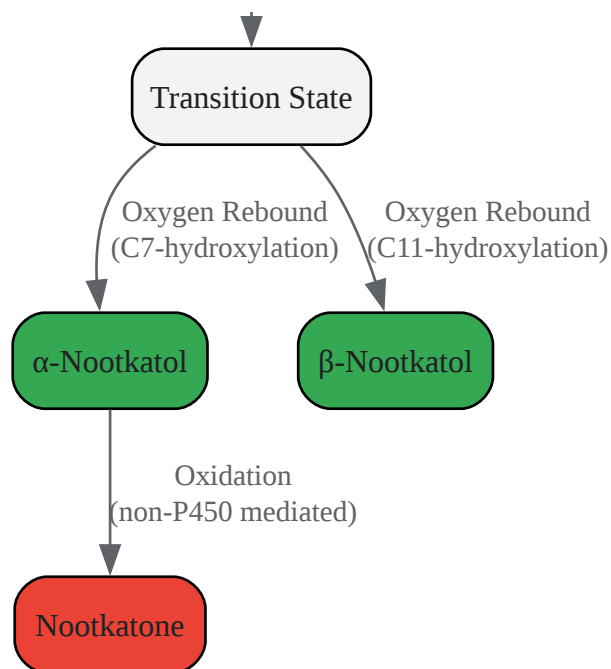 Transition State
Oxygen Rebound
(C7-hydroxylation)
Oxygen Rebound
(C11-hydroxylation)
α-Nootkatol
β-Nootkatol
Oxidation
(non-P450 mediated)
Nootkatone